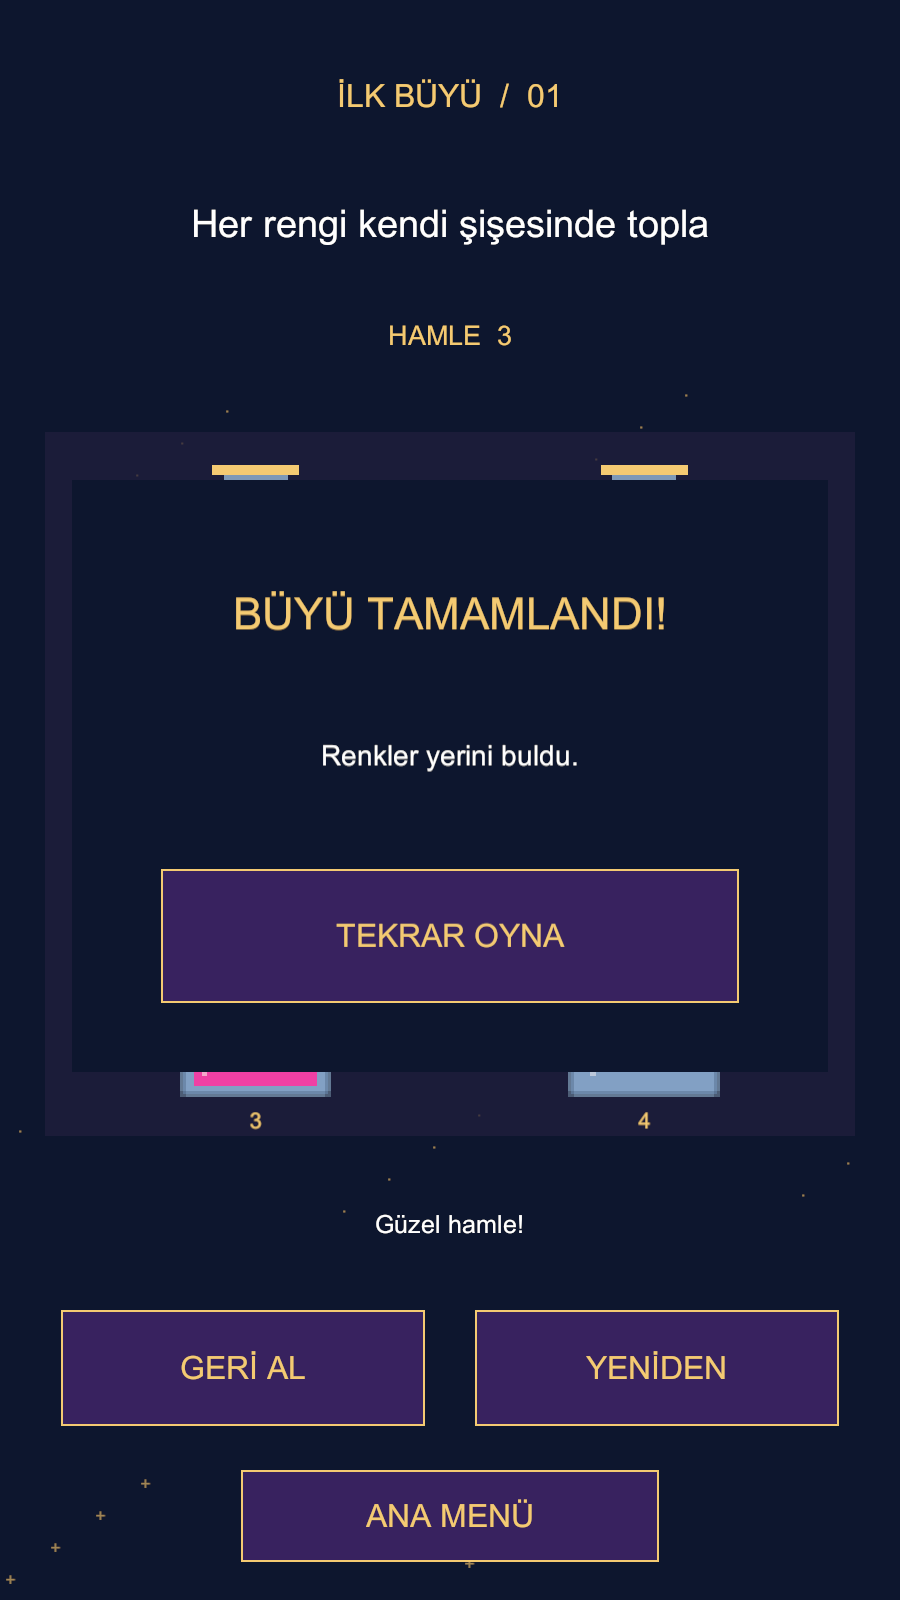 İLK BÜYÜ / 01
Her rengi kendi şişesinde topla
HAMLE 3
BÜYÜ TAMAMLANDI!
Renkler yerini buldu.
TEKRAR OYNA
3
4
Güzel hamle!
GERİ AL
YENİDEN
ANA MENÜ